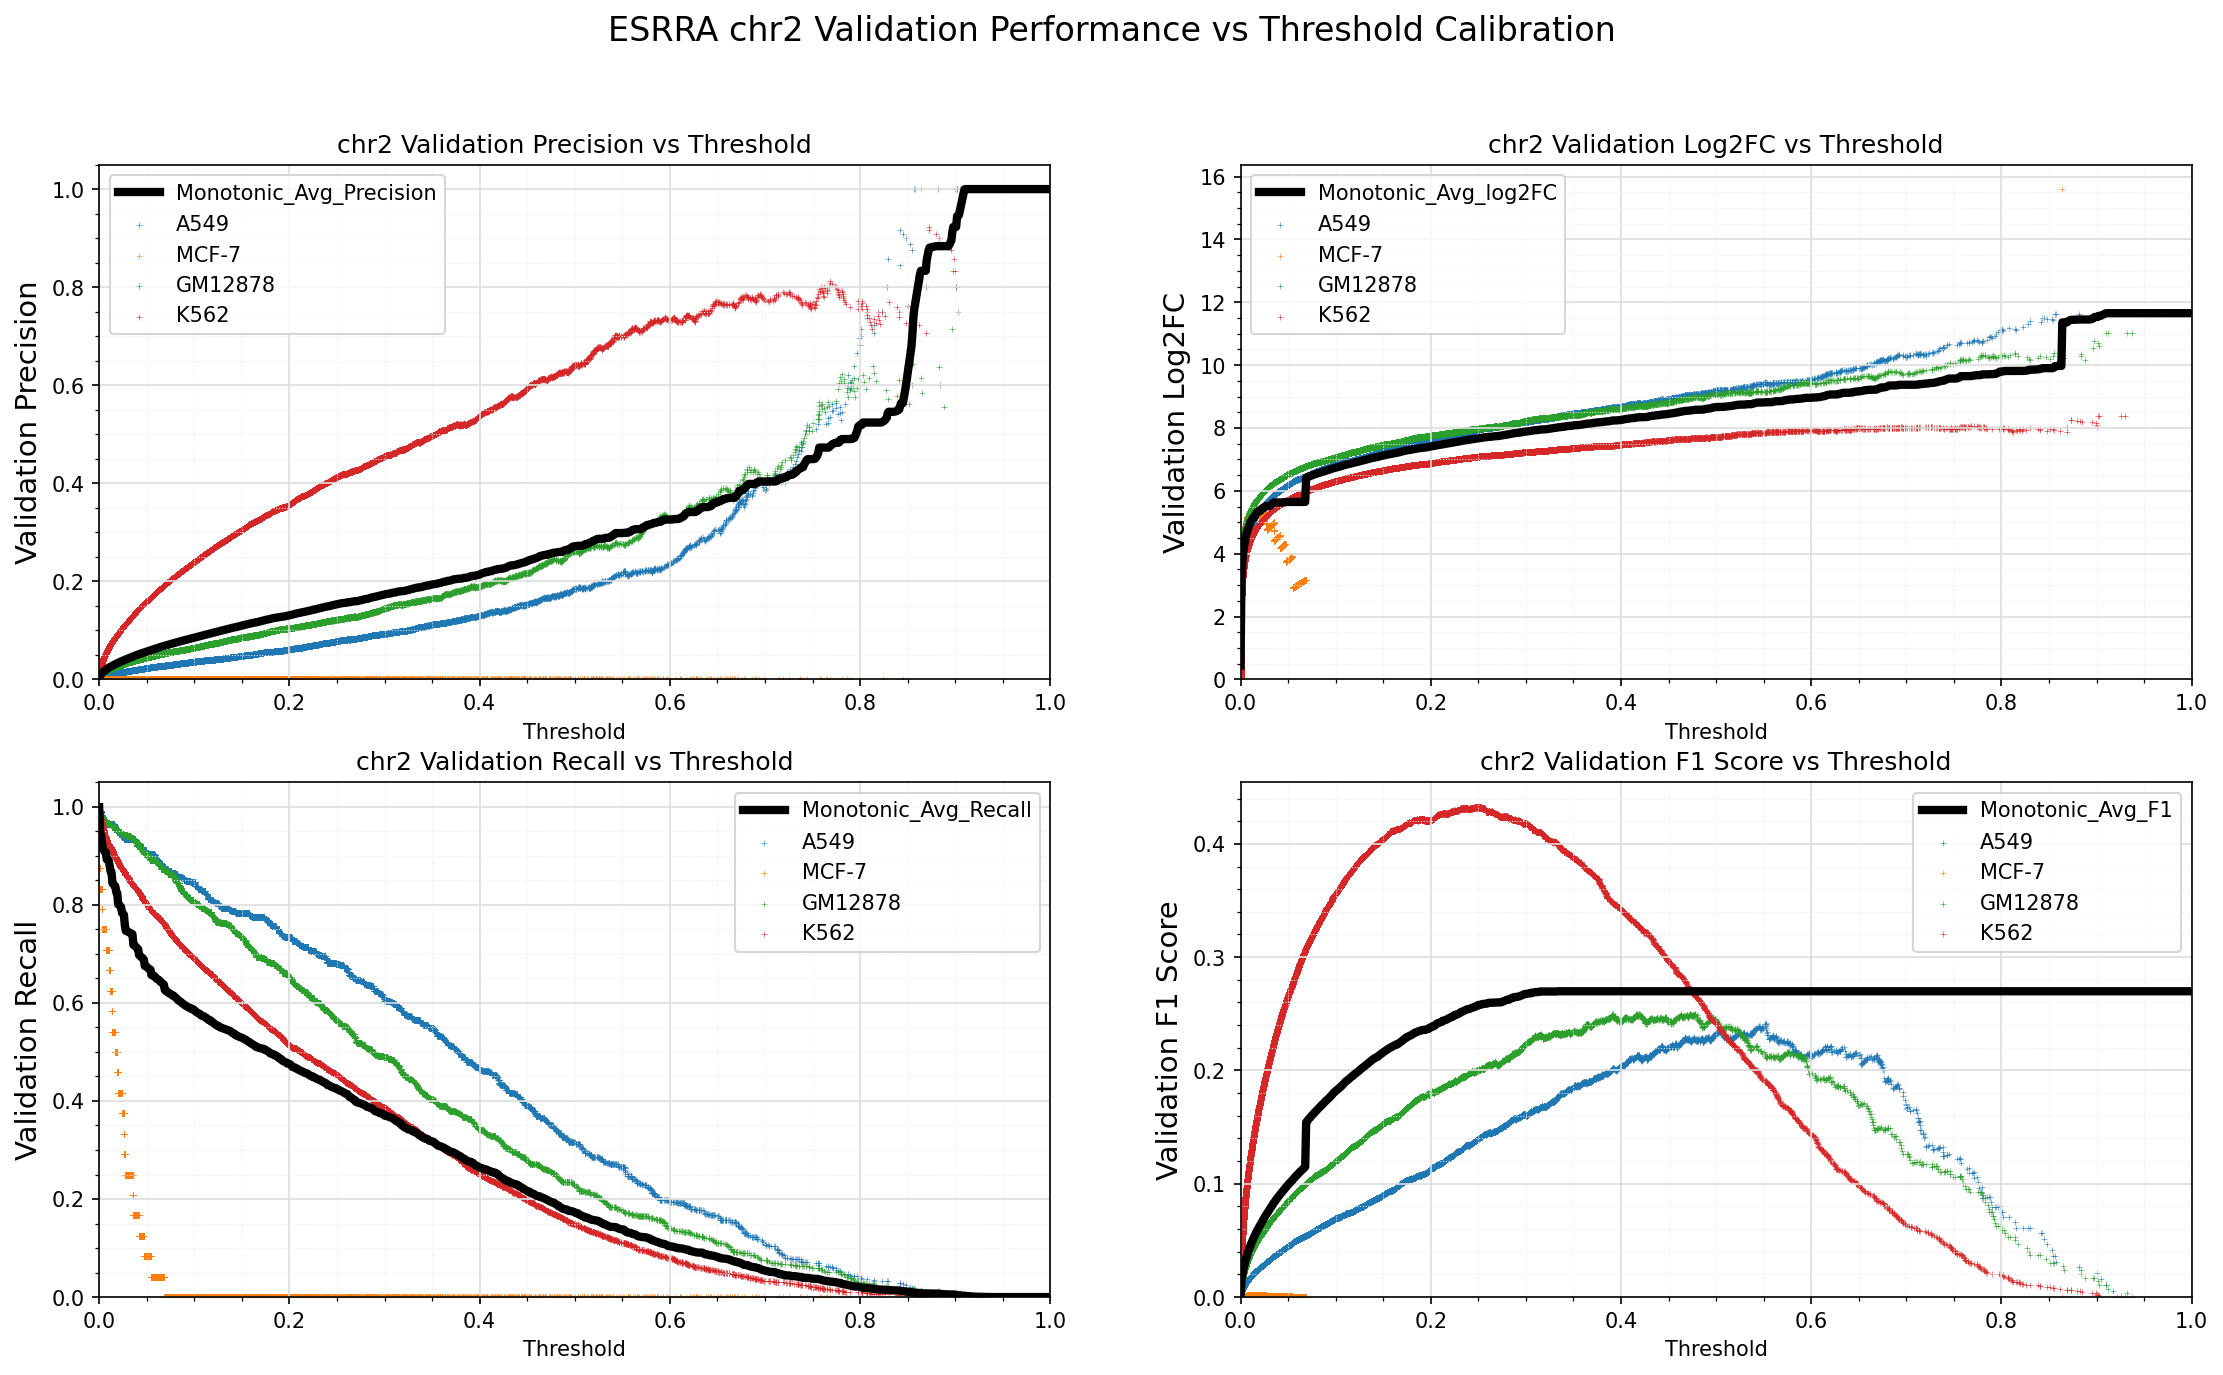 ESRRA chr2 Validation Performance vs Threshold Calibration
chr2 Validation Precision vs Threshold
Validation Precision
1.0
0.8
0.6
0.4
0.2
0.0
Monotonic_Avg_Precision
A549
MCF-7
GM12878
K562
0.0 0.2 0.4 0.6 0.8 1.0
Threshold
chr2 Validation Log2FC vs Threshold
Validation Log2FC
16
14
12
10
8
6
4
2
0
Monotonic_Avg_log2FC
A549
MCF-7
GM12878
K562
0.0 0.2 0.4 0.6 0.8 1.0
Threshold
chr2 Validation Recall vs Threshold
Validation Recall
1.0
0.8
0.6
0.4
0.2
0.0
Monotonic_Avg_Recall
A549
MCF-7
GM12878
K562
0.0 0.2 0.4 0.6 0.8 1.0
Threshold
chr2 Validation F1 Score vs Threshold
Validation F1 Score
0.4
0.3
0.2
0.1
0.0
Monotonic_Avg_F1
A549
MCF-7
GM12878
K562
0.0 0.2 0.4 0.6 0.8 1.0
Threshold